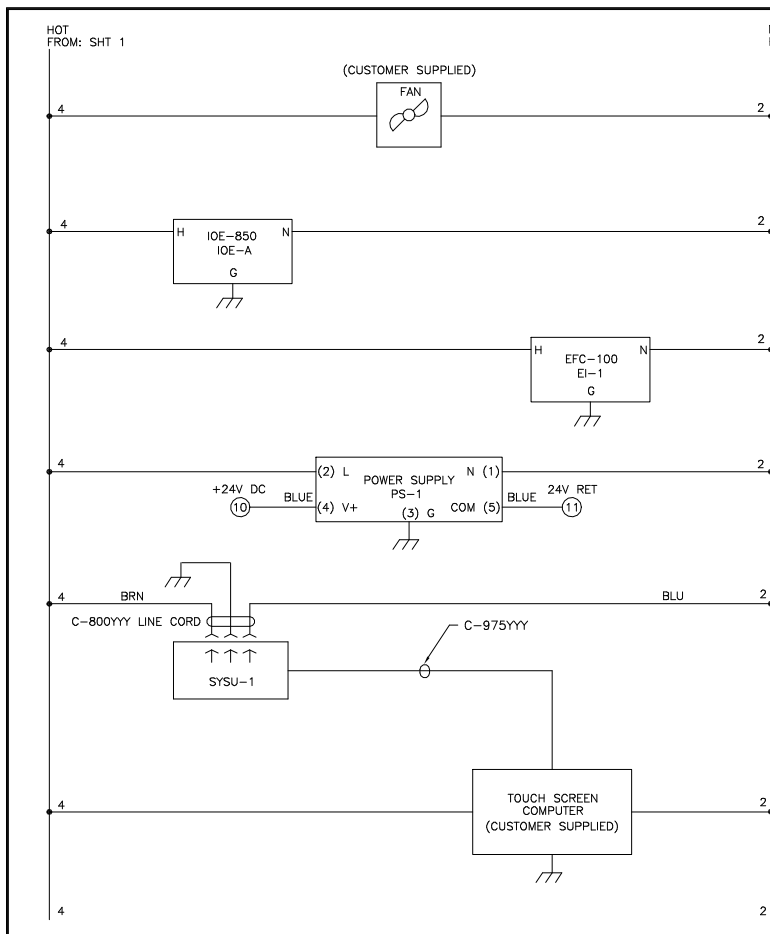 HOT
FROM: SHT 1
(CUSTOMER SUPPLIED)
FAN
4
2
4
H
IOE-850
N
IOE-A
G
2
4
H
EFC-100
N
EI-1
G
2
4
(2) L
POWER SUPPLY
N (1)
PS-1
2
+24V DC
BLUE
10
(4) V+
(3) G
COM (5)
BLUE
24V RET
11
4
BRN
BLU
2
C-800YYY LINE CORD
C-975YYY
SYSU-1
4
TOUCH SCREEN
COMPUTER
(CUSTOMER SUPPLIED)
2
4
2